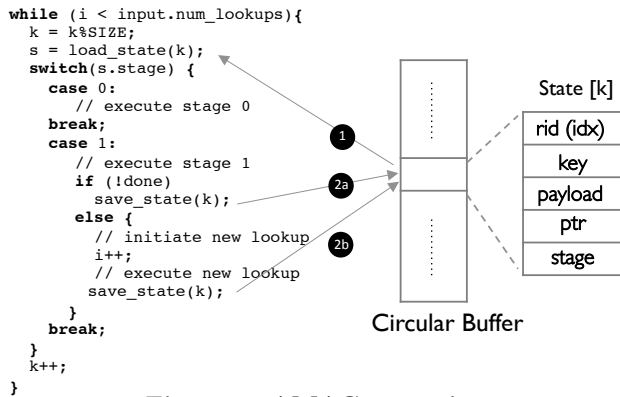 while (i < input.num_lookups){
k = k%SIZE;
s = load_state(k);
switch(s.stage) {
case 0:
// execute stage 0
break;
case 1:
// execute stage 1
if (!done)
save_state(k);
else {
// initiate new lookup
i++;
// execute new lookup
save_state(k);
}
break;
}
k++;
}
1
2a
2b
Circular Buffer
State [k]
rid (idx)
key
payload
ptr
stage